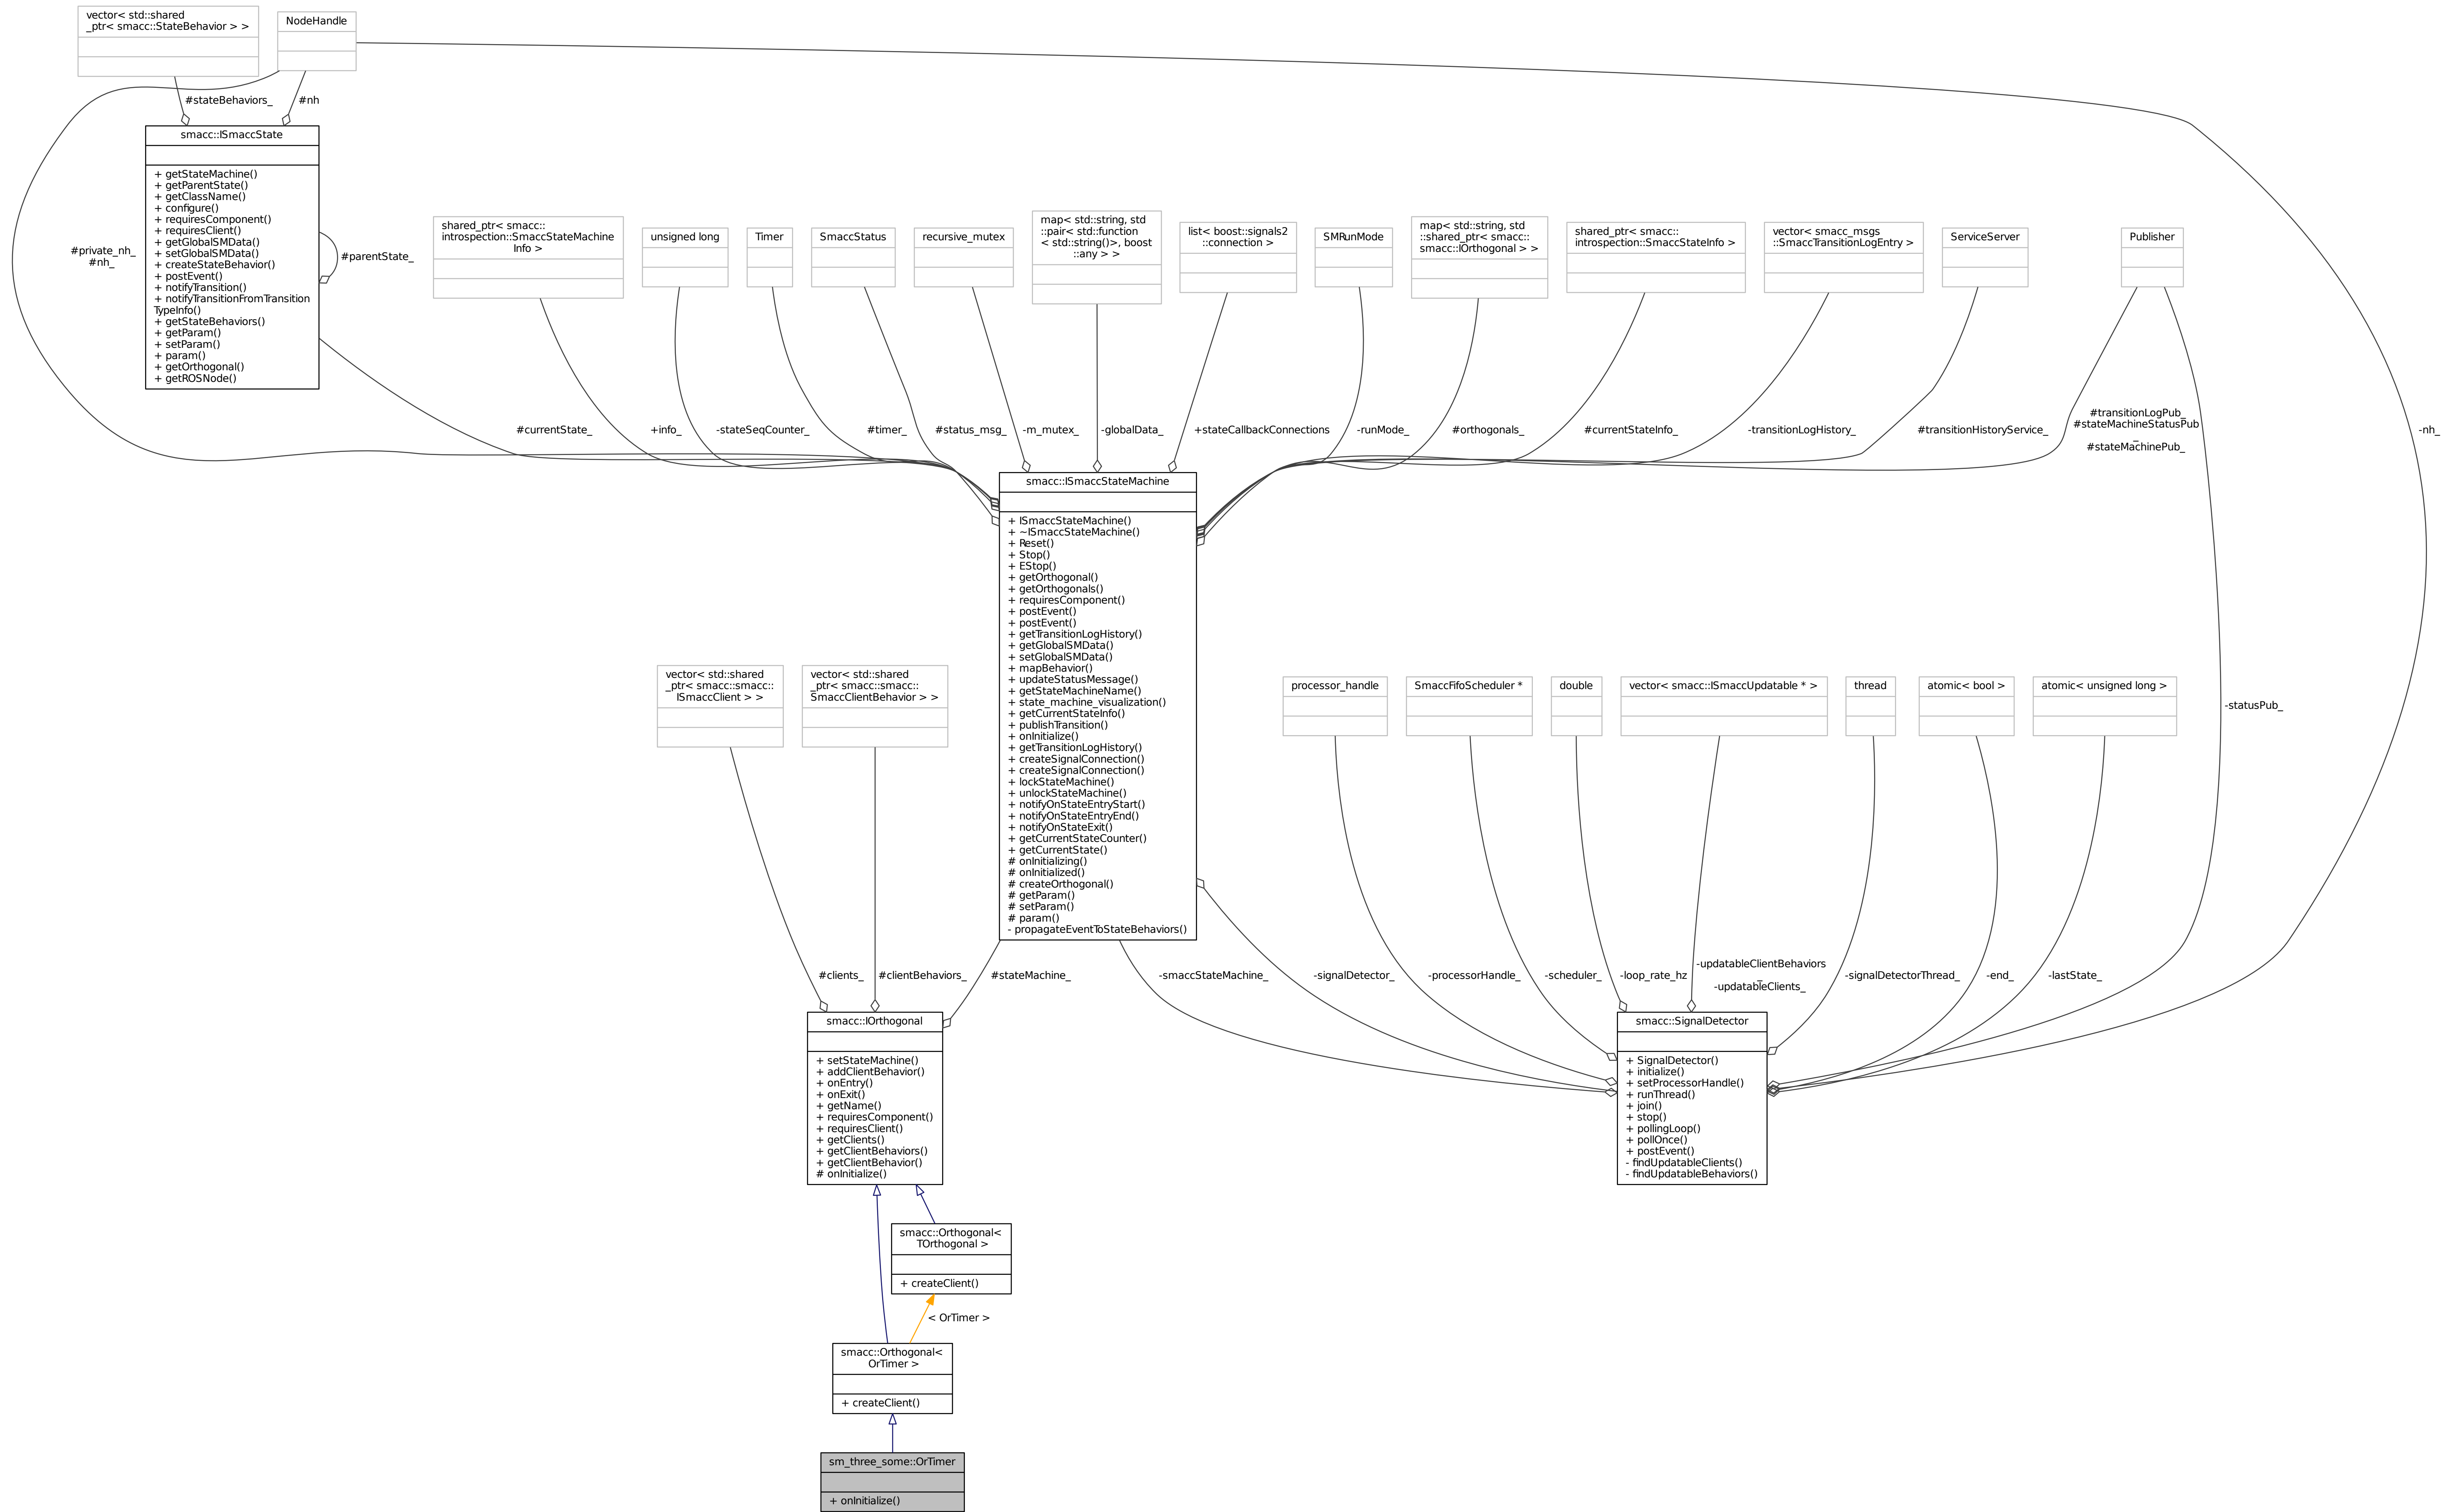 vector< std::shared
_ptr< smacc::StateBehavior > >
NodeHandle
#stateBehaviors_
#nh
smacc::ISmaccState
+ getStateMachine()
+ getParentState()
+ getClassName()
+ configure()
+ requiresComponent()
+ requiresClient()
+ getGlobalSMData()
+ setGlobalSMData()
+ createStateBehavior()
+ postEvent()
+ notifyTransition()
+ notifyTransitionFromTransition
TypeInfo()
+ getStateBehaviors()
+ getParam()
+ setParam()
+ param()
+ getOrthogonal()
+ getROSNode()
#private_nh_
#nh_
#parentState_
shared_ptr< smacc::
introspection::SmaccStateMachine
Info >
unsigned long
Timer
SmaccStatus
recursive_mutex
map< std::string, std
::pair< std::function
< std::string()>, boost
::any > >
list< boost::signals2
::connection >
SMRunMode
map< std::string, std
::shared_ptr< smacc::
smacc::IOrthogonal > >
shared_ptr< smacc::
introspection::SmaccStateInfo >
vector< smacc_msgs
::SmaccTransitionLogEntry >
ServiceServer
Publisher
#currentState_
+info_
-stateSeqCounter_
#timer_
#status_msg_
-m_mutex_
-globalData_
+stateCallbackConnections
-runMode_
#orthogonals_
#currentStateInfo_
-transitionLogHistory_
#transitionHistoryService_
#transitionLogPub_
#stateMachineStatusPub
_
#stateMachinePub_
-nh_
smacc::ISmaccStateMachine
+ ISmaccStateMachine()
+ ~ISmaccStateMachine()
+ Reset()
+ Stop()
+ EStop()
+ getOrthogonal()
+ getOrthogonals()
+ requiresComponent()
+ postEvent()
+ postEvent()
+ getTransitionLogHistory()
+ getGlobalSMData()
+ setGlobalSMData()
+ mapBehavior()
+ updateStatusMessage()
+ getStateMachineName()
+ state_machine_visualization()
+ getCurrentStateInfo()
+ publishTransition()
+ onInitialize()
+ getTransitionLogHistory()
+ createSignalConnection()
+ createSignalConnection()
+ lockStateMachine()
+ unlockStateMachine()
+ notifyOnStateEntryStart()
+ notifyOnStateEntryEnd()
+ notifyOnStateExit()
+ getCurrentStateCounter()
+ getCurrentState()
# onInitializing()
# onInitialized()
# createOrthogonal()
# getParam()
# setParam()
# param()
- propagateEventToStateBehaviors()
vector< std::shared
_ptr< smacc::smacc::
ISmaccClient > >
vector< std::shared
_ptr< smacc::smacc::
SmaccClientBehavior > >
processor_handle
SmaccFifoScheduler *
double
vector< smacc::ISmaccUpdatable * >
thread
atomic< bool >
atomic< unsigned long >
-statusPub_
#clients_
#clientBehaviors_
#stateMachine_
-smaccStateMachine_
-signalDetector_
-processorHandle_
-scheduler_
-loop_rate_hz
-updatableClientBehaviors
_
-updatableClients_
-signalDetectorThread_
-end_
-lastState_
smacc::IOrthogonal
+ setStateMachine()
+ addClientBehavior()
+ onEntry()
+ onExit()
+ getName()
+ requiresComponent()
+ requiresClient()
+ getClients()
+ getClientBehaviors()
+ getClientBehavior()
# onInitialize()
smacc::SignalDetector
+ SignalDetector()
+ initialize()
+ setProcessorHandle()
+ runThread()
+ join()
+ stop()
+ pollingLoop()
+ pollOnce()
+ postEvent()
- findUpdatableClients()
- findUpdatableBehaviors()
smacc::Orthogonal<
TOrthogonal >
+ createClient()
< OrTimer >
smacc::Orthogonal<
OrTimer >
+ createClient()
sm_three_some::OrTimer
+ onInitialize()